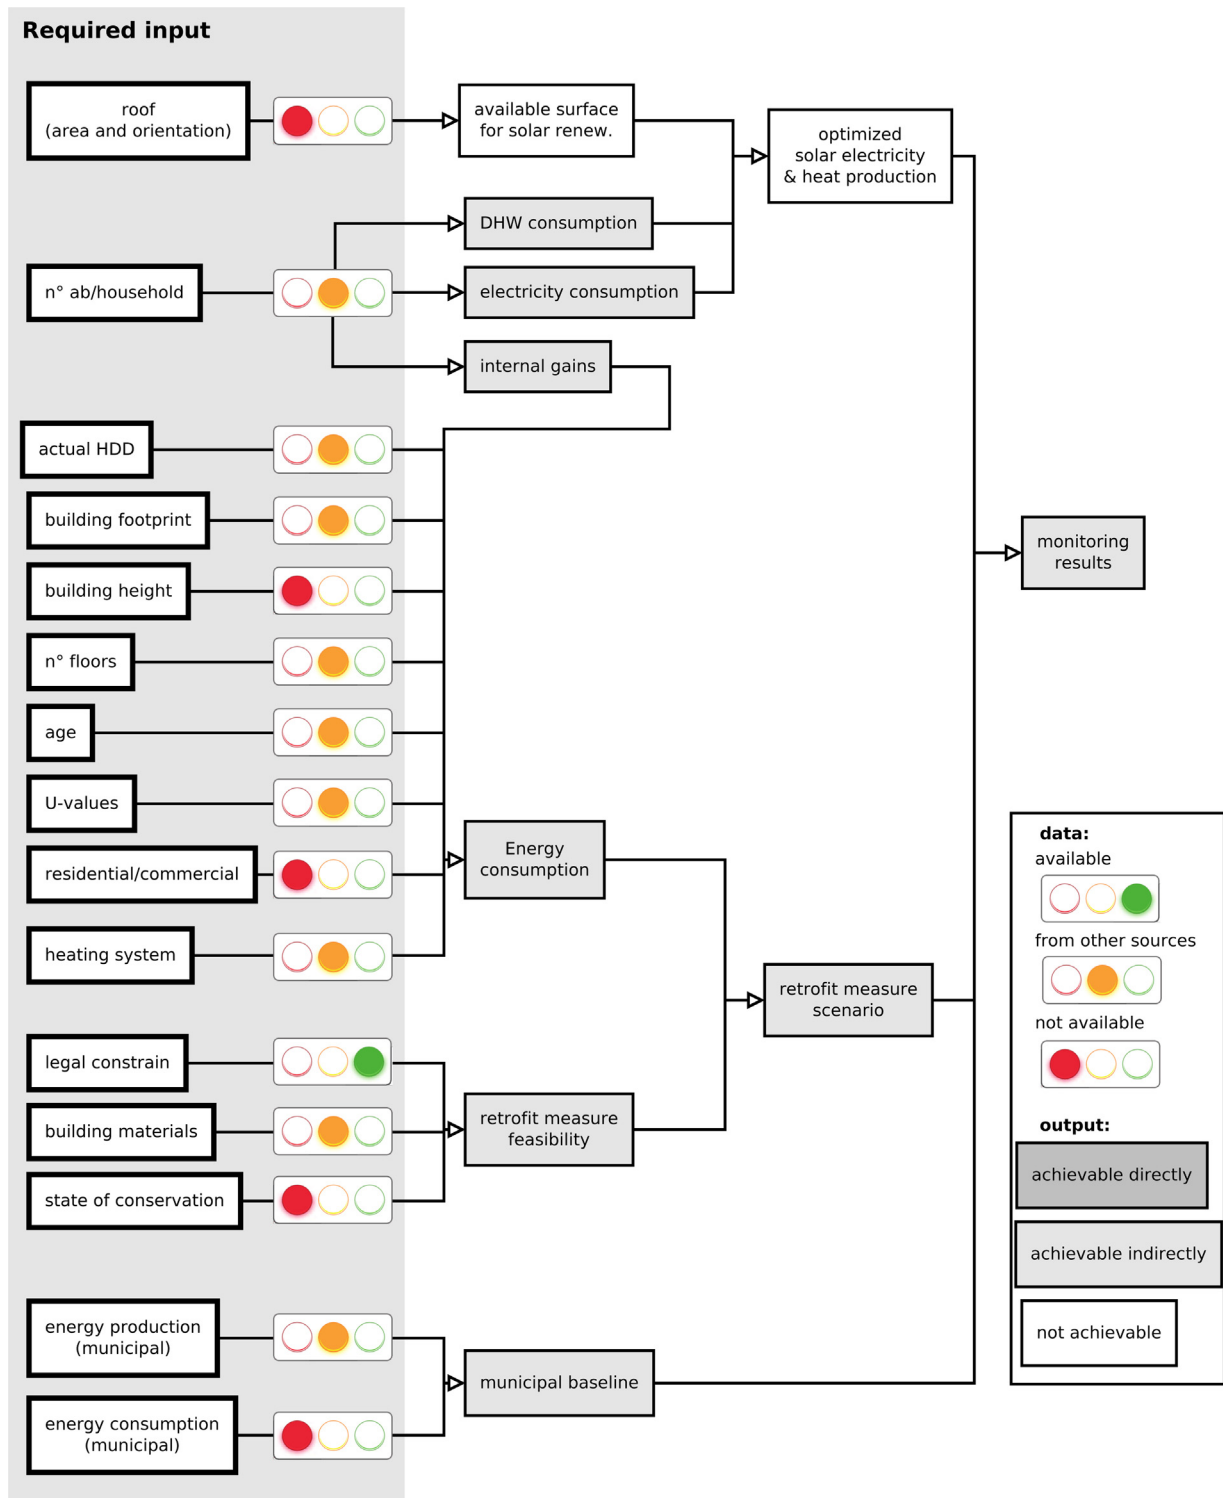 Required input
roof
(area and orientation)
available surface
for solar renew.
optimized
solar electricity
& heat production
DHW consumption
n° ab/household
electricity consumption
internal gains
actual HDD
building footprint
monitoring
results
building height
n° floors
age
U-values
Energy
consumption
residential/commercial
heating system
retrofit measure
scenario
legal constrain
building materials
retrofit measure
feasibility
state of conservation
energy production
(municipal)
municipal baseline
energy consumption
(municipal)
data:
available
from other sources
not available
output:
achievable directly
achievable indirectly
not achievable